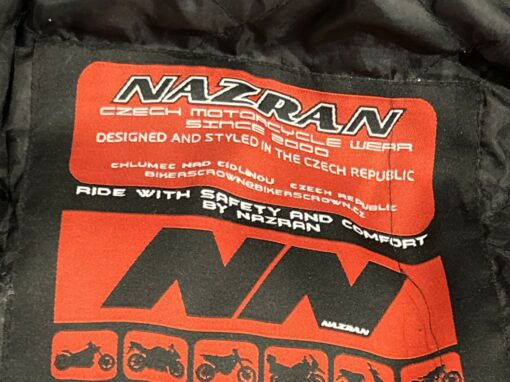 NAZRAN
CZECH MOTORCYCLE WEAR
SINCE 2000
DESIGNED AND STYLED IN THE CZECH REPUBLIC
CHLUMEC NAD CIDLINOU CZECH REPUBLIC
BIKERSCROWN@BIKERSCROWN.CZ
RIDE WITH SAFETY AND COMFORT
BY NAZRAN
NN
NAZRAN